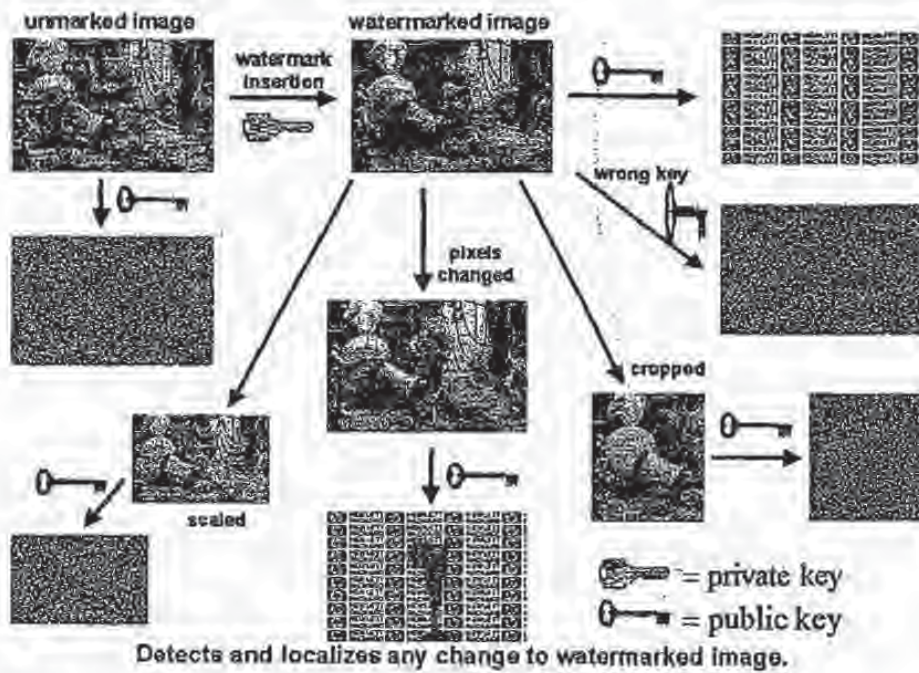 unmarked image
watermarked image
watermark
insertion
wrong key
pixels
changed
cropped
scaled
= private key
= public key
Detects and localizes any change to watermarked image.